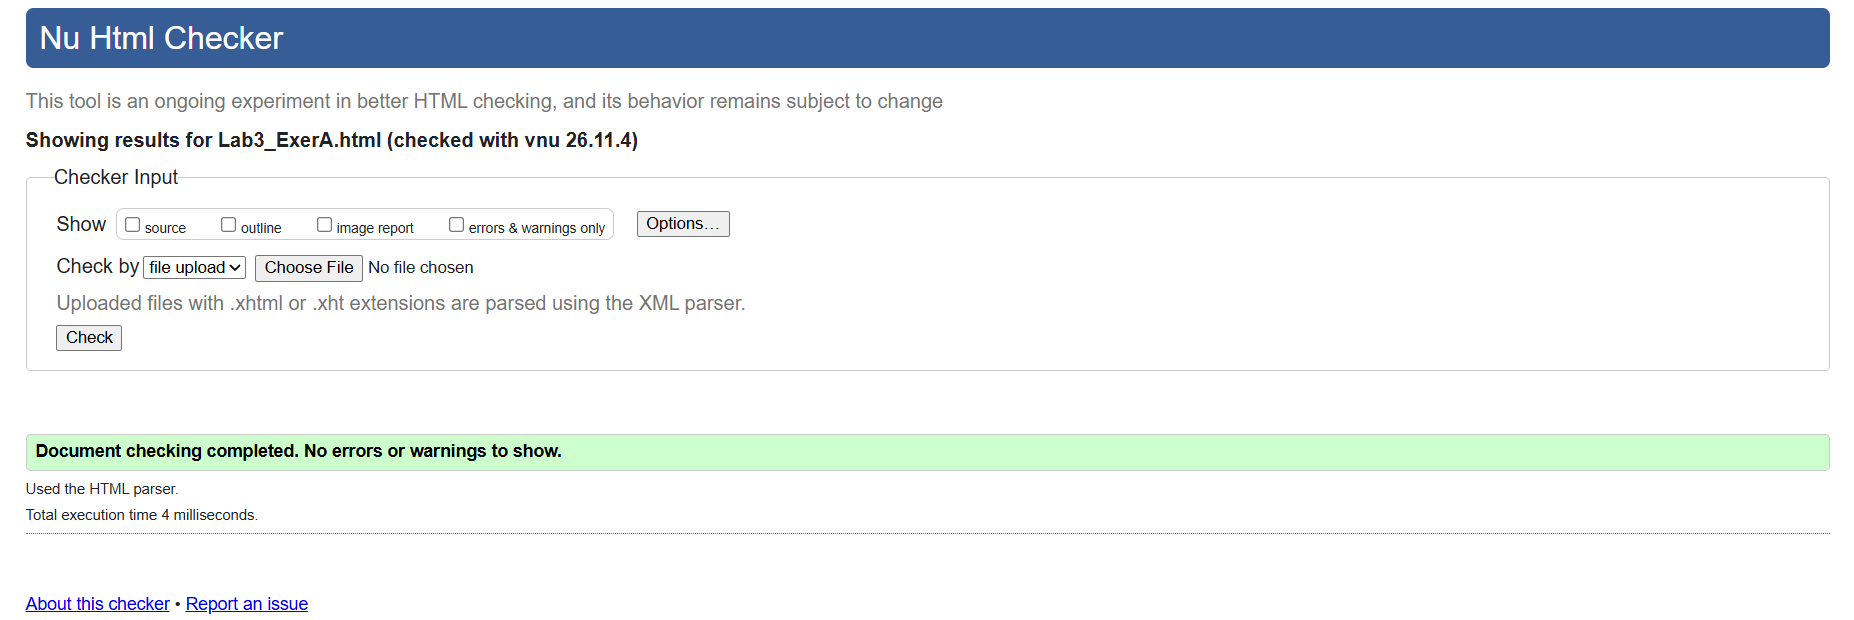 Nu Html Checker
This tool is an ongoing experiment in better HTML checking, and its behavior remains subject to change
Showing results for Lab3_ExerA.html (checked with vnu 26.11.4)
Checker Input
Show source outline image report errors & warnings only Options...
Check by file upload Choose File No file chosen
Uploaded files with .xhtml or .xht extensions are parsed using the XML parser.
Check
Document checking completed. No errors or warnings to show.
Used the HTML parser.
Total execution time 4 milliseconds.
About this checker • Report an issue